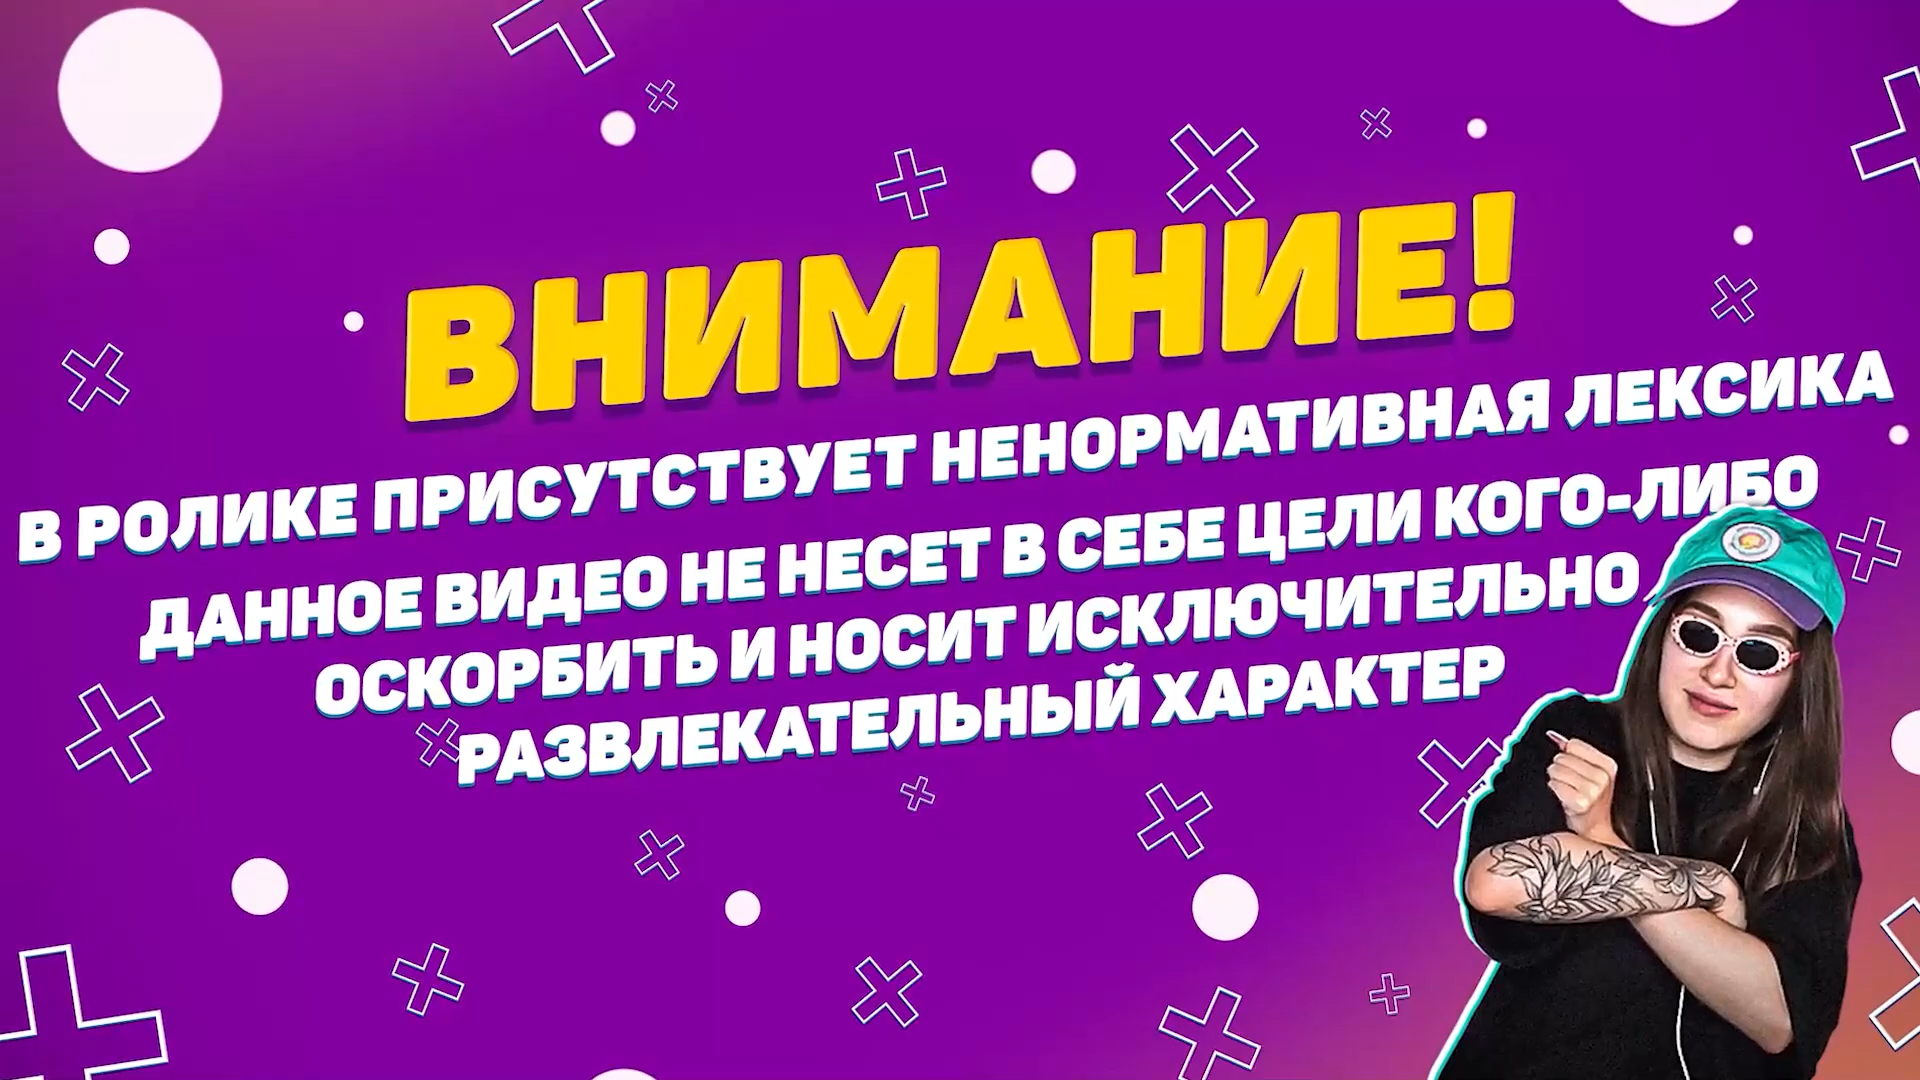 ВНИМАНИЕ!
В РОЛИКЕ ПРИСУТСТВУЕТ НЕНОРМАТИВНАЯ ЛЕКСИКА
ДАННОЕ ВИДЕО НЕ НЕСЕТ В СЕБЕ ЦЕЛИ КОГО-ЛИБО
ОСКОРБИТЬ И НОСИТ ИСКЛЮЧИТЕЛЬНО
РАЗВЛЕКАТЕЛЬНЫЙ ХАРАКТЕР